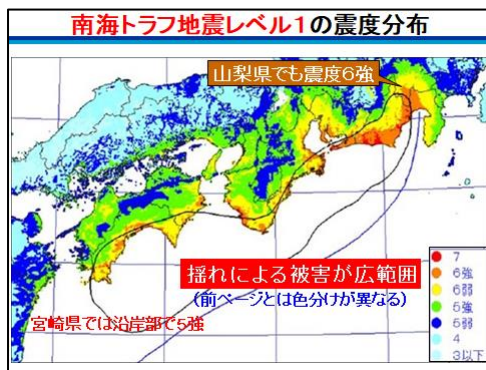 南海トラフ地震レベル1の震度分布
山梨県でも震度6強
揺れによる被害が広範囲
(前ページとは色分けが異なる)
宮崎県では沿岸部で5強
7
6強
6弱
5強
5弱
4
3以下